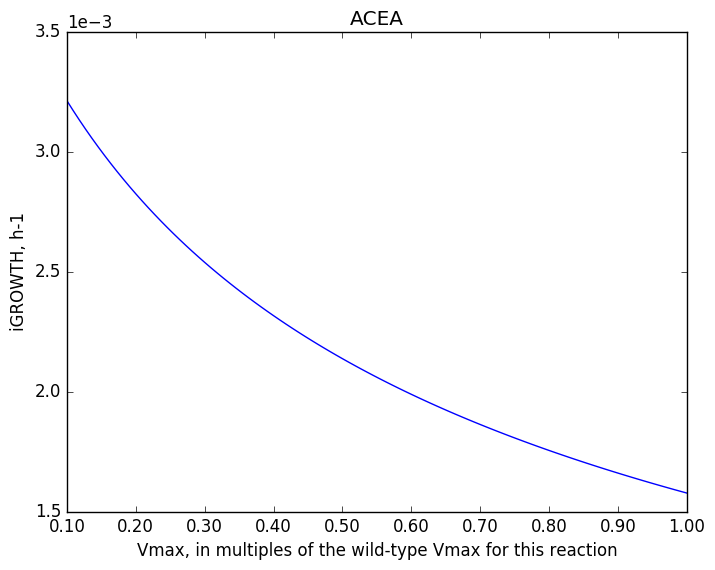 ACEA
1e−3
3.5
3.0
2.5
2.0
1.5
iGROWTH, h-1
0.10 0.20 0.30 0.40 0.50 0.60 0.70 0.80 0.90 1.00
Vmax, in multiples of the wild-type Vmax for this reaction